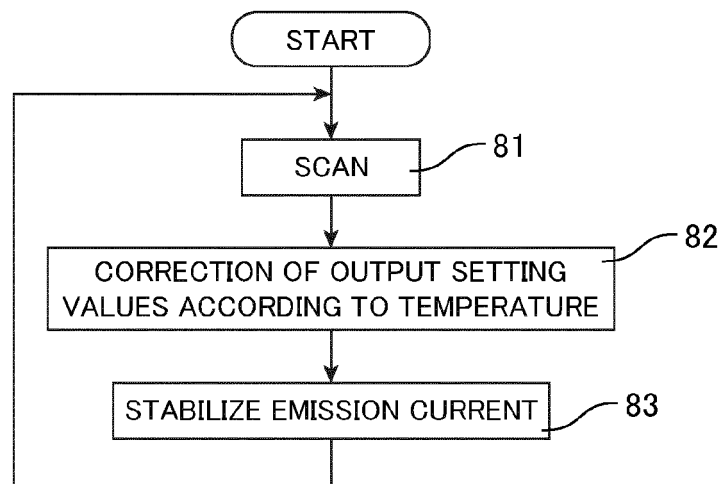 START
SCAN
81
CORRECTION OF OUTPUT SETTING
VALUES ACCORDING TO TEMPERATURE
82
STABILIZE EMISSION CURRENT
83